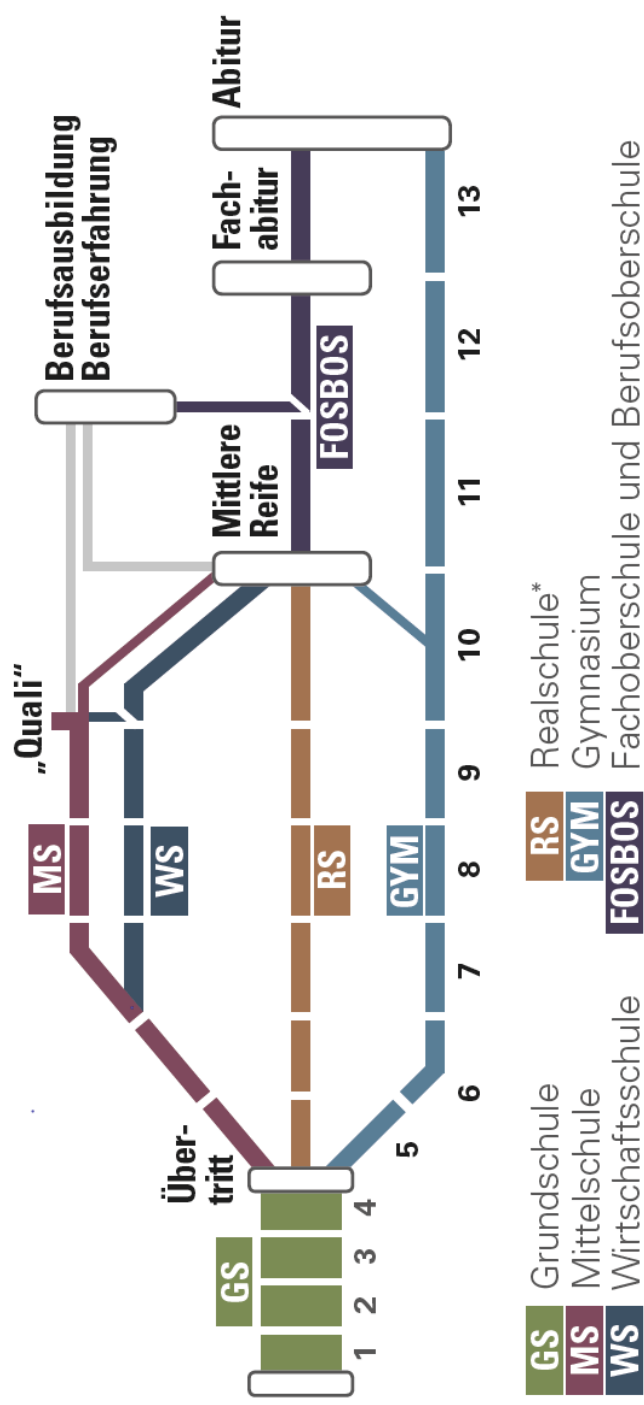 Berufsausbildung
Berufserfahrung
„Quali“
MS
WS
Über-
tritt
Mittlere
Reife
Fach-
abitur
Abitur
GS
RS
FOSBOS
GYM
1
2
3
4
5
6
7
8
9
10
11
12
13
GS Grundschule
MS Mittelschule
WS Wirtschaftsschule
RS Realschule*
GYM Gymnasium
FOSBOS Fachoberschule und Berufsoberschule